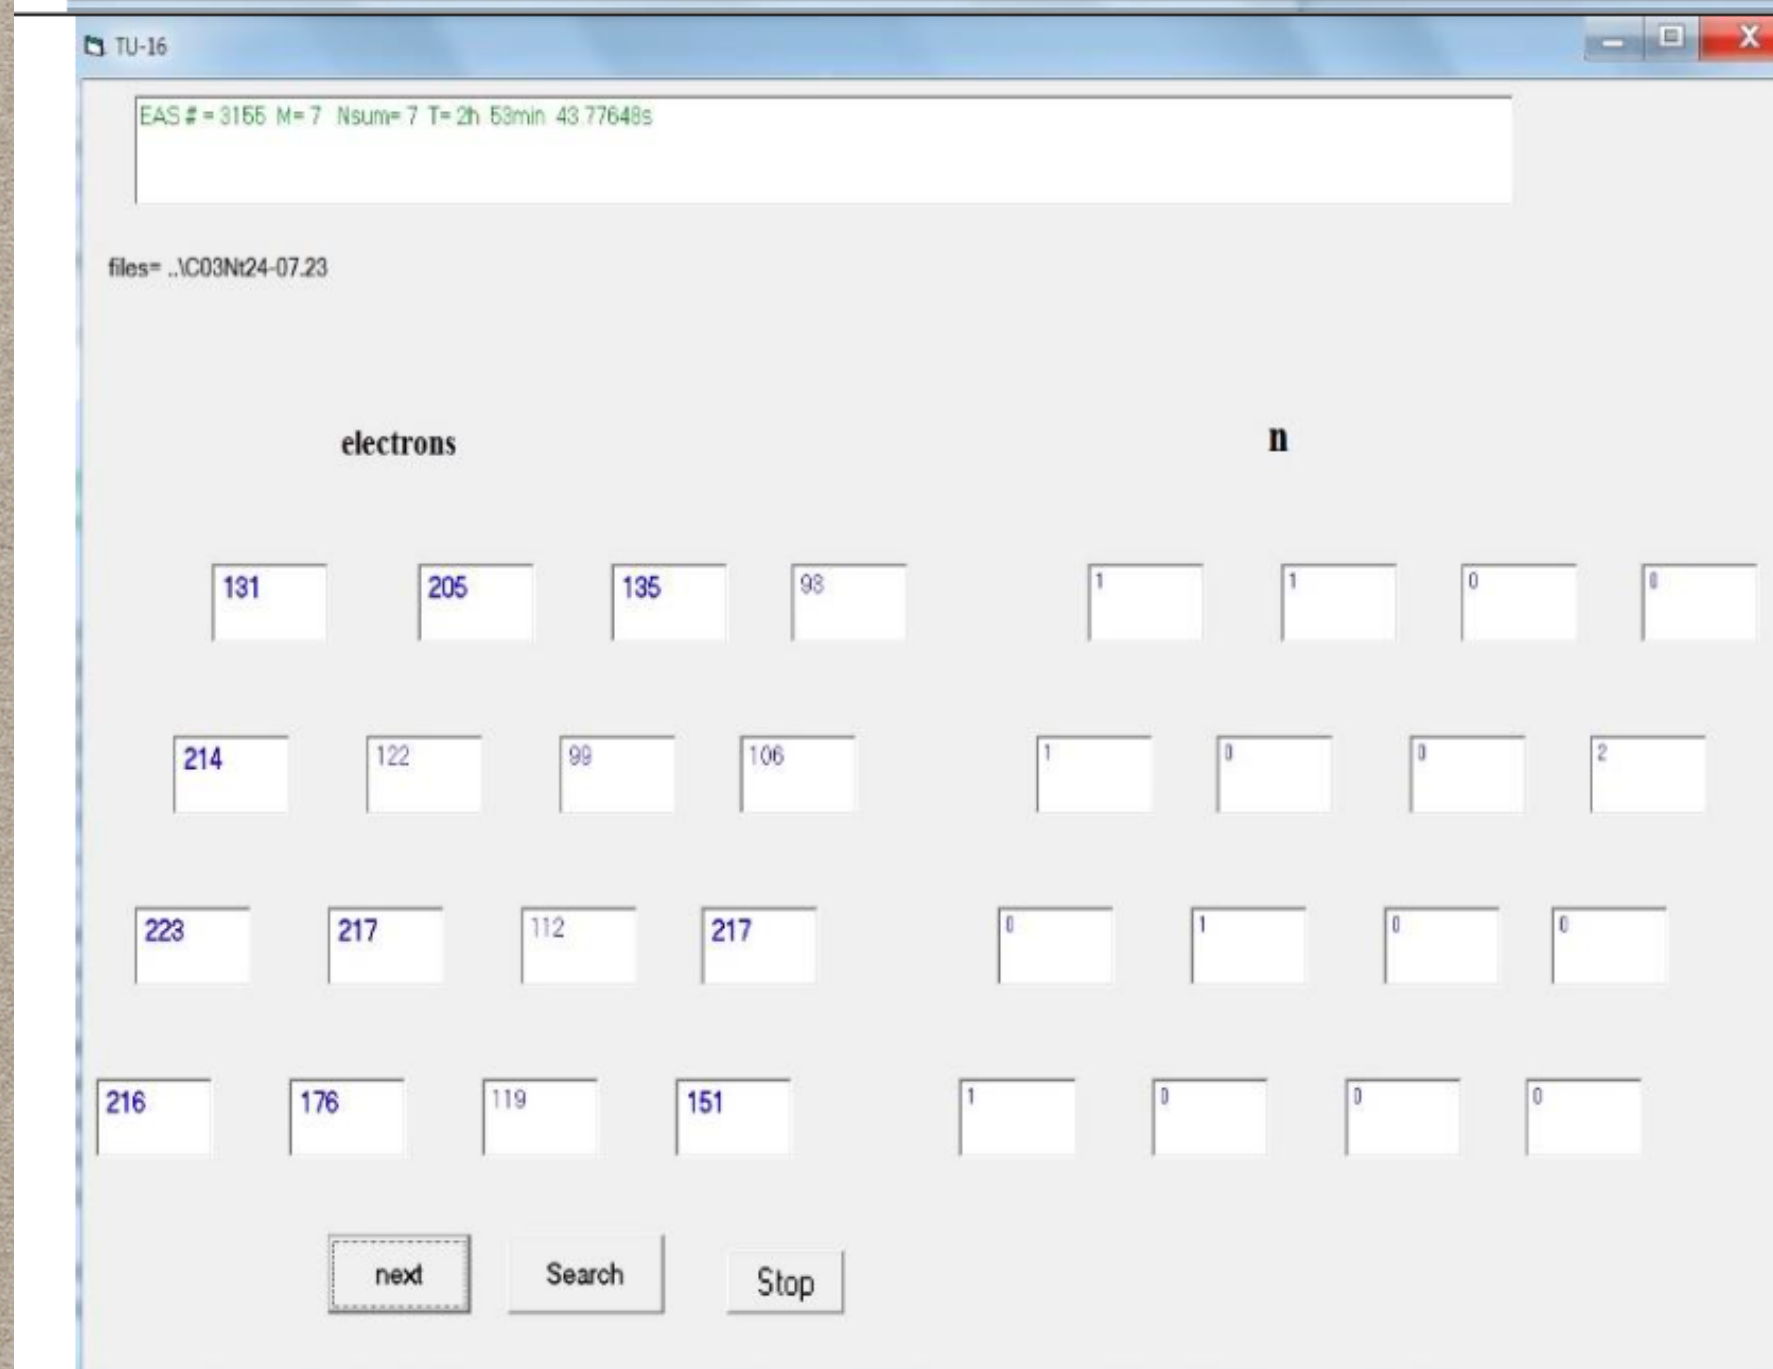 TU-16
EAS # = 3155 M= 7 Nsum= 7 T= 2h 53min 43.77648s
files= ..\C03Nt24-07.23
electrons n
131 205 135 93 1 1 0 0
214 122 99 106 1 0 0 2
223 217 112 217 0 1 0 0
216 176 119 151 1 0 0 0
next Search Stop